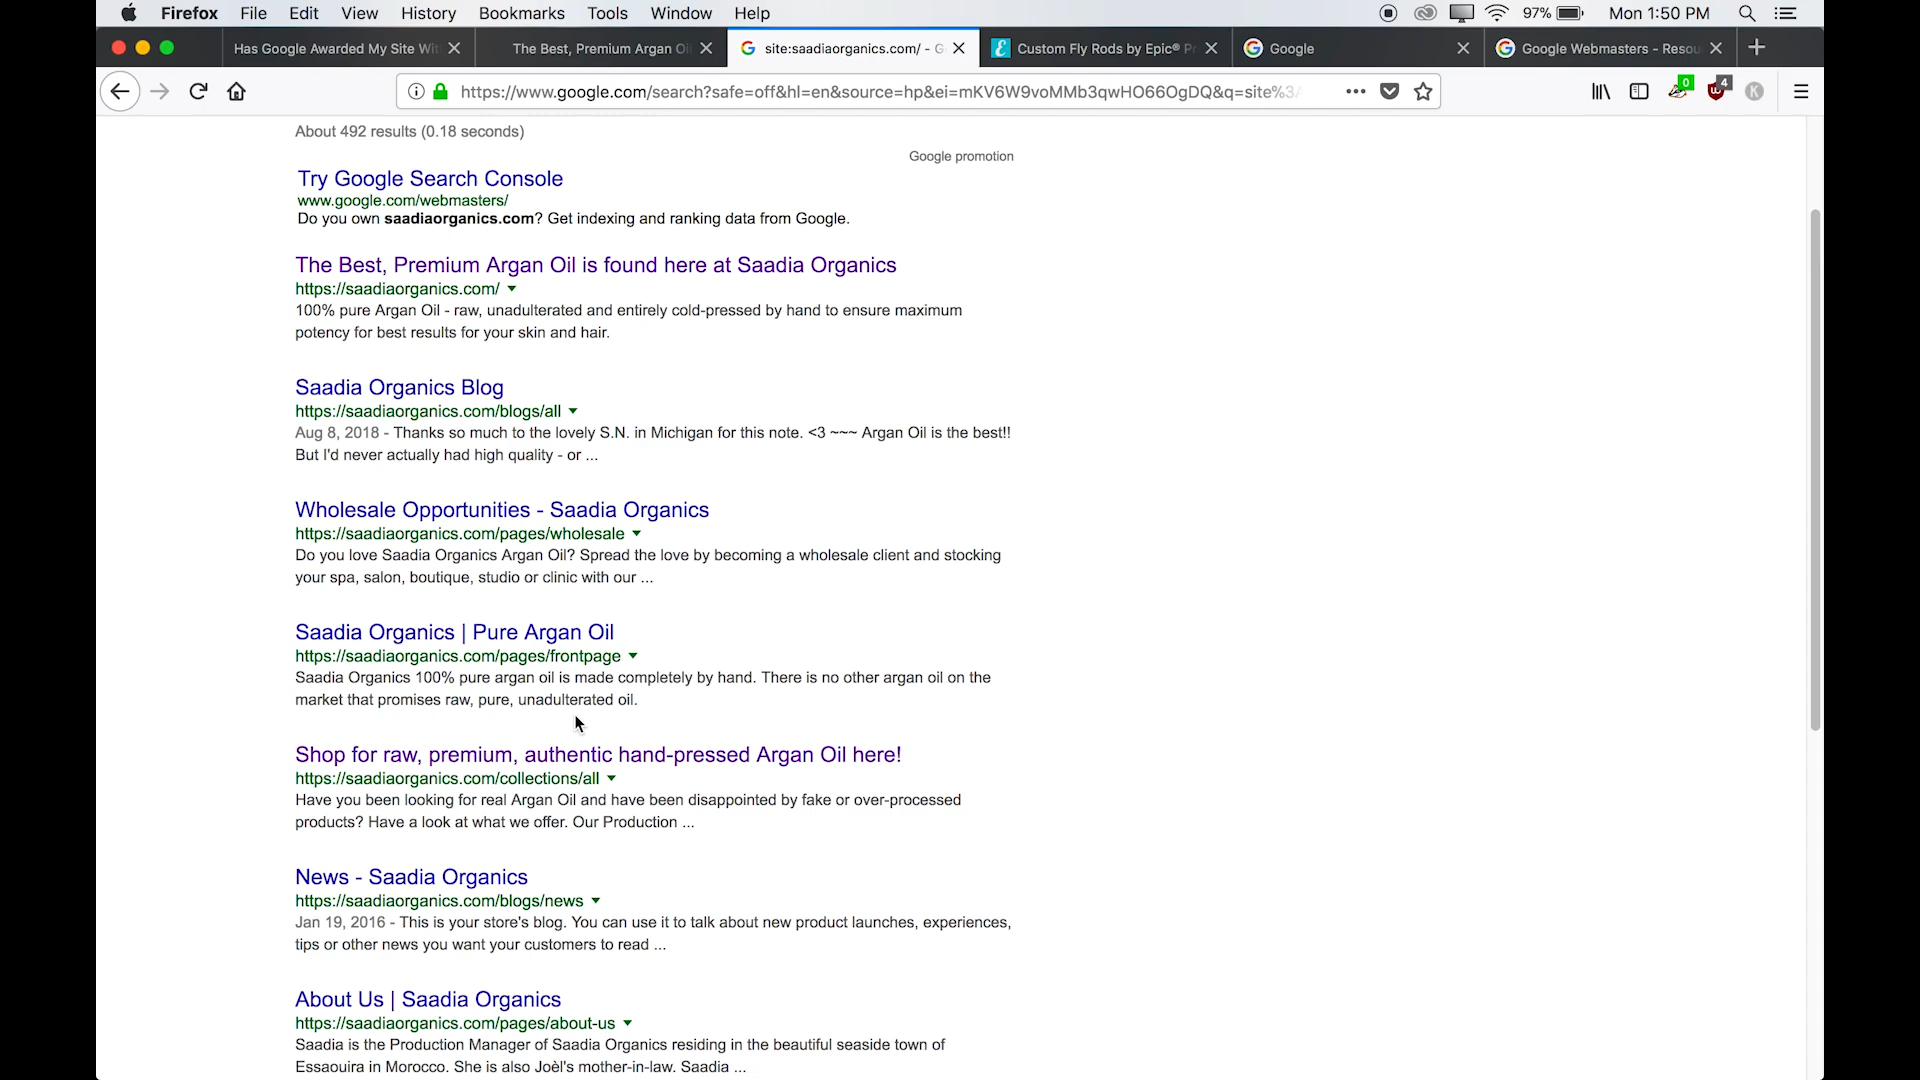 Firefox File Edit View History Bookmarks Tools Window Help 97% Mon 1:50 PM
Has Google Awarded My Site Wit The Best, Premium Argan Oi site:saadiaorganics.com/ - G Custom Fly Rods by Epic® Pr Google Google Webmasters - Resou
https://www.google.com/search?safe=off&hl=en&source=hp&ei=mKV6W9voMMb3qwHO66OgDQ&q=site%3A 0 4 K
About 492 results (0.18 seconds)
Google promotion
Try Google Search Console
www.google.com/webmasters/
Do you own saadiaorganics.com? Get indexing and ranking data from Google.
The Best, Premium Argan Oil is found here at Saadia Organics
https://saadiaorganics.com/
100% pure Argan Oil - raw, unadulterated and entirely cold-pressed by hand to ensure maximum
potency for best results for your skin and hair.
Saadia Organics Blog
https://saadiaorganics.com/blogs/all
Aug 8, 2018 - Thanks so much to the lovely S.N. in Michigan for this note. <3 ~~~ Argan Oil is the best!!
But I'd never actually had high quality - or ...
Wholesale Opportunities - Saadia Organics
https://saadiaorganics.com/pages/wholesale
Do you love Saadia Organics Argan Oil? Spread the love by becoming a wholesale client and stocking
your spa, salon, boutique, studio or clinic with our ...
Saadia Organics | Pure Argan Oil
https://saadiaorganics.com/pages/frontpage
Saadia Organics 100% pure argan oil is made completely by hand. There is no other argan oil on the
market that promises raw, pure, unadulterated oil.
Shop for raw, premium, authentic hand-pressed Argan Oil here!
https://saadiaorganics.com/collections/all
Have you been looking for real Argan Oil and have been disappointed by fake or over-processed
products? Have a look at what we offer. Our Production ...
News - Saadia Organics
https://saadiaorganics.com/blogs/news
Jan 19, 2016 - This is your store's blog. You can use it to talk about new product launches, experiences,
tips or other news you want your customers to read ...
About Us | Saadia Organics
https://saadiaorganics.com/pages/about-us
Saadia is the Production Manager of Saadia Organics residing in the beautiful seaside town of
Essaouira in Morocco. She is also Joèl's mother-in-law. Saadia ...